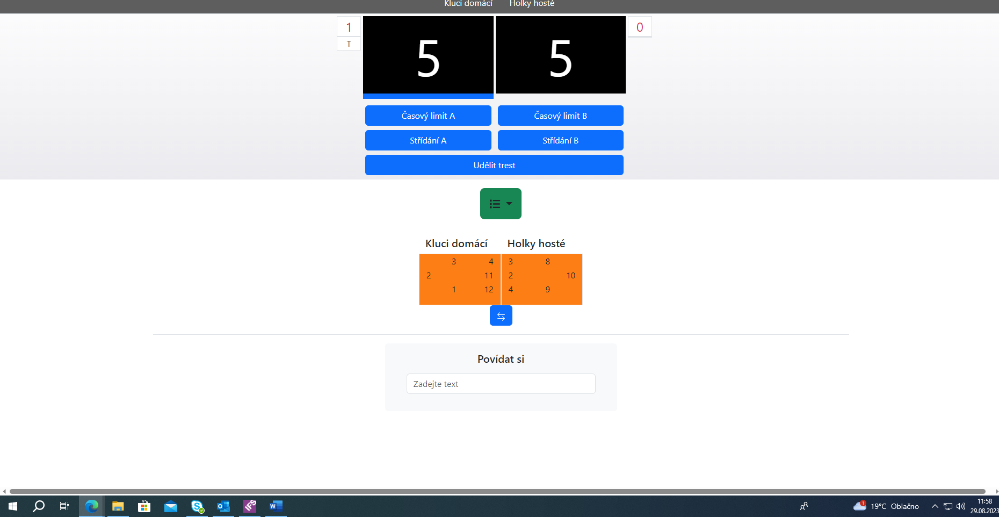 Kluci domácí Holky hosté
1 5 5 0
T
Časový limit A Časový limit B
Střídání A Střídání B
Udělit trest
Kluci domácí Holky hosté
3 4 3 8
2 11 2 10
1 12 4 9
Povídat si
Zadejte text
1 19°C Oblačno 11:58
29.08.2023